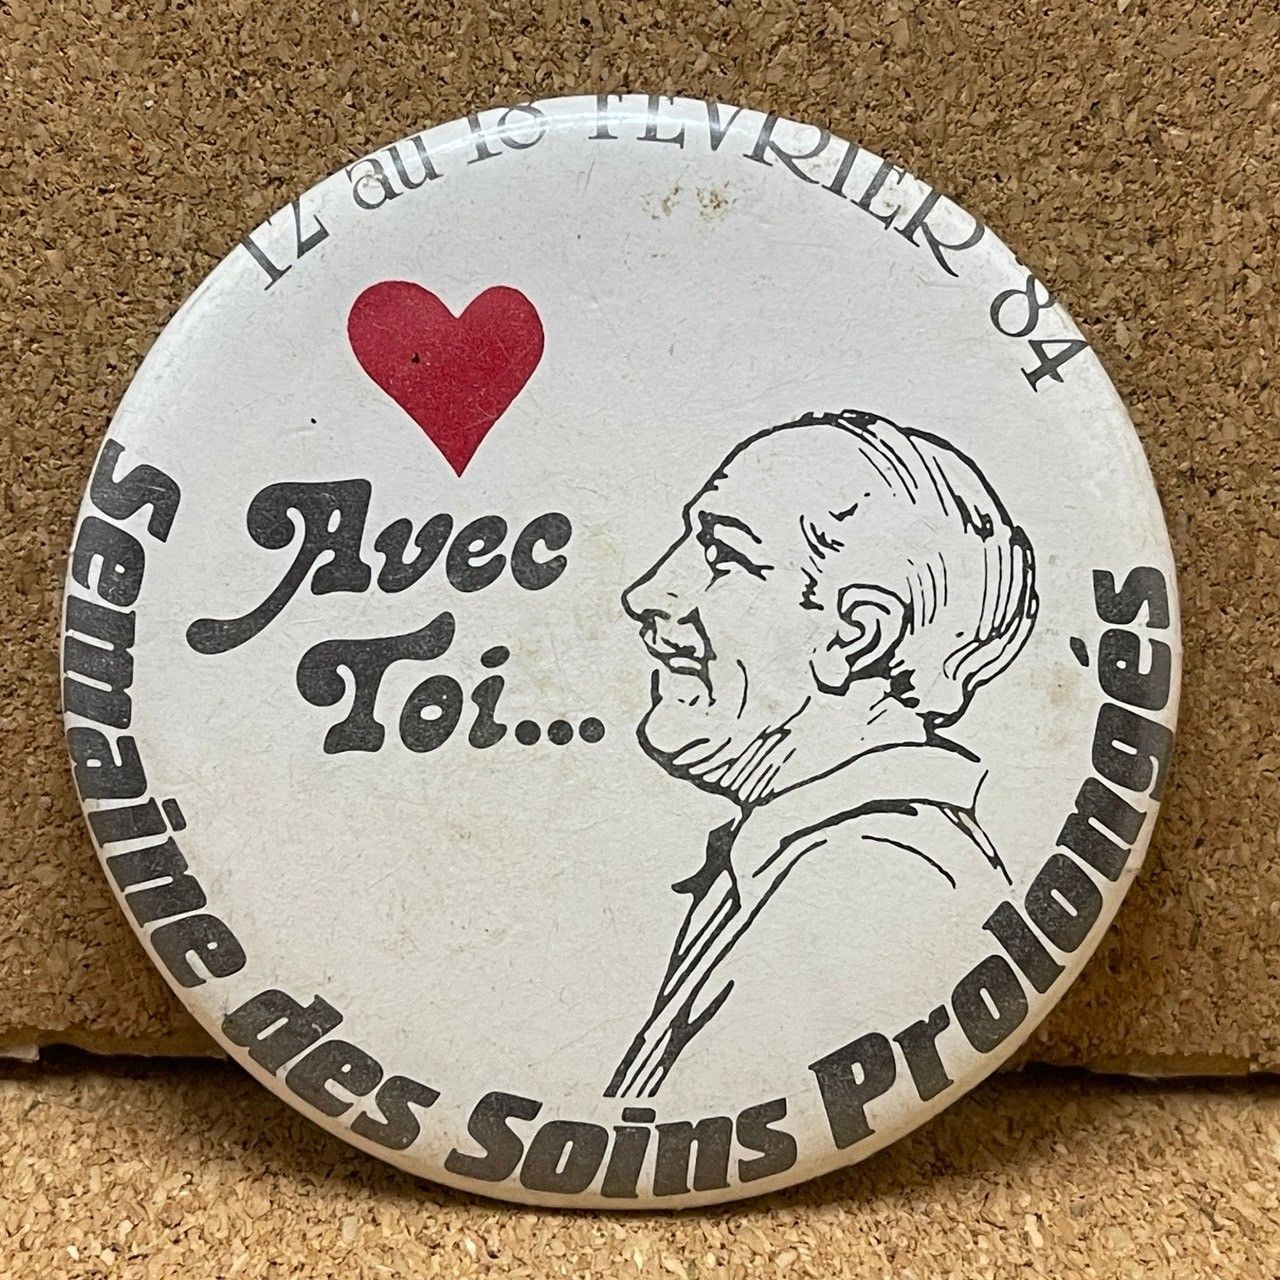 12 au 18 FÉVRIER 84
Avec
Toi...
semaine des Soins Prolongés